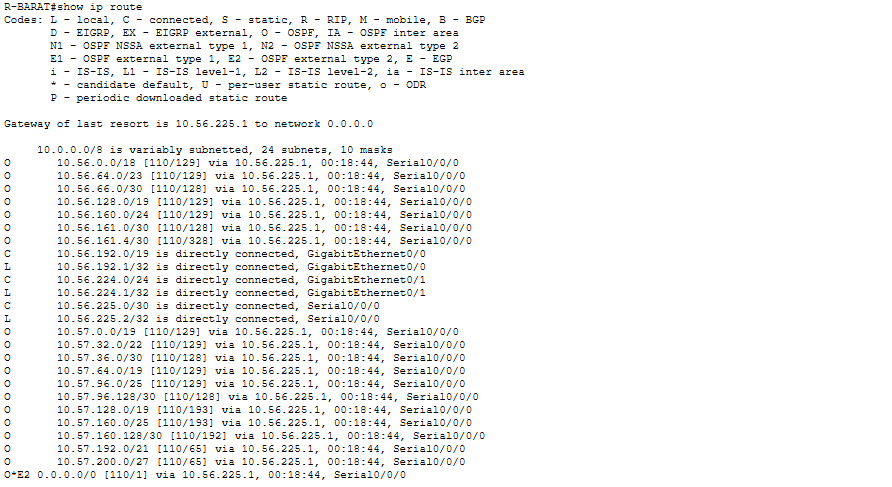 R-BARAT#show ip route
Codes: L - local, C - connected, S - static, R - RIP, M - mobile, B - BGP
D - EIGRP, EX - EIGRP external, O - OSPF, IA - OSPF inter area
N1 - OSPF NSSA external type 1, N2 - OSPF NSSA external type 2
E1 - OSPF external type 1, E2 - OSPF external type 2, E - EGP
i - IS-IS, L1 - IS-IS level-1, L2 - IS-IS level-2, ia - IS-IS inter area
* - candidate default, U - per-user static route, o - ODR
P - periodic downloaded static route
Gateway of last resort is 10.56.225.1 to network 0.0.0.0
10.0.0.0/8 is variably subnetted, 24 subnets, 10 masks
O 10.56.0.0/18 [110/129] via 10.56.225.1, 00:18:44, Serial0/0/0
O 10.56.64.0/23 [110/129] via 10.56.225.1, 00:18:44, Serial0/0/0
O 10.56.66.0/30 [110/128] via 10.56.225.1, 00:18:44, Serial0/0/0
O 10.56.128.0/19 [110/129] via 10.56.225.1, 00:18:44, Serial0/0/0
O 10.56.160.0/24 [110/129] via 10.56.225.1, 00:18:44, Serial0/0/0
O 10.56.161.0/30 [110/128] via 10.56.225.1, 00:18:44, Serial0/0/0
O 10.56.161.4/30 [110/328] via 10.56.225.1, 00:18:44, Serial0/0/0
C 10.56.192.0/19 is directly connected, GigabitEthernet0/0
L 10.56.192.1/32 is directly connected, GigabitEthernet0/0
C 10.56.224.0/24 is directly connected, GigabitEthernet0/1
L 10.56.224.1/32 is directly connected, GigabitEthernet0/1
C 10.56.225.0/30 is directly connected, Serial0/0/0
L 10.56.225.2/32 is directly connected, Serial0/0/0
O 10.57.0.0/19 [110/129] via 10.56.225.1, 00:18:44, Serial0/0/0
O 10.57.32.0/22 [110/129] via 10.56.225.1, 00:18:44, Serial0/0/0
O 10.57.36.0/30 [110/128] via 10.56.225.1, 00:18:44, Serial0/0/0
O 10.57.64.0/19 [110/129] via 10.56.225.1, 00:18:44, Serial0/0/0
O 10.57.96.0/25 [110/129] via 10.56.225.1, 00:18:44, Serial0/0/0
O 10.57.96.128/30 [110/128] via 10.56.225.1, 00:18:44, Serial0/0/0
O 10.57.128.0/19 [110/193] via 10.56.225.1, 00:18:44, Serial0/0/0
O 10.57.160.0/25 [110/193] via 10.56.225.1, 00:18:44, Serial0/0/0
O 10.57.160.128/30 [110/192] via 10.56.225.1, 00:18:44, Serial0/0/0
O 10.57.192.0/21 [110/65] via 10.56.225.1, 00:18:44, Serial0/0/0
O 10.57.200.0/27 [110/65] via 10.56.225.1, 00:18:44, Serial0/0/0
O*E2 0.0.0.0/0 [110/1] via 10.56.225.1, 00:18:44, Serial0/0/0